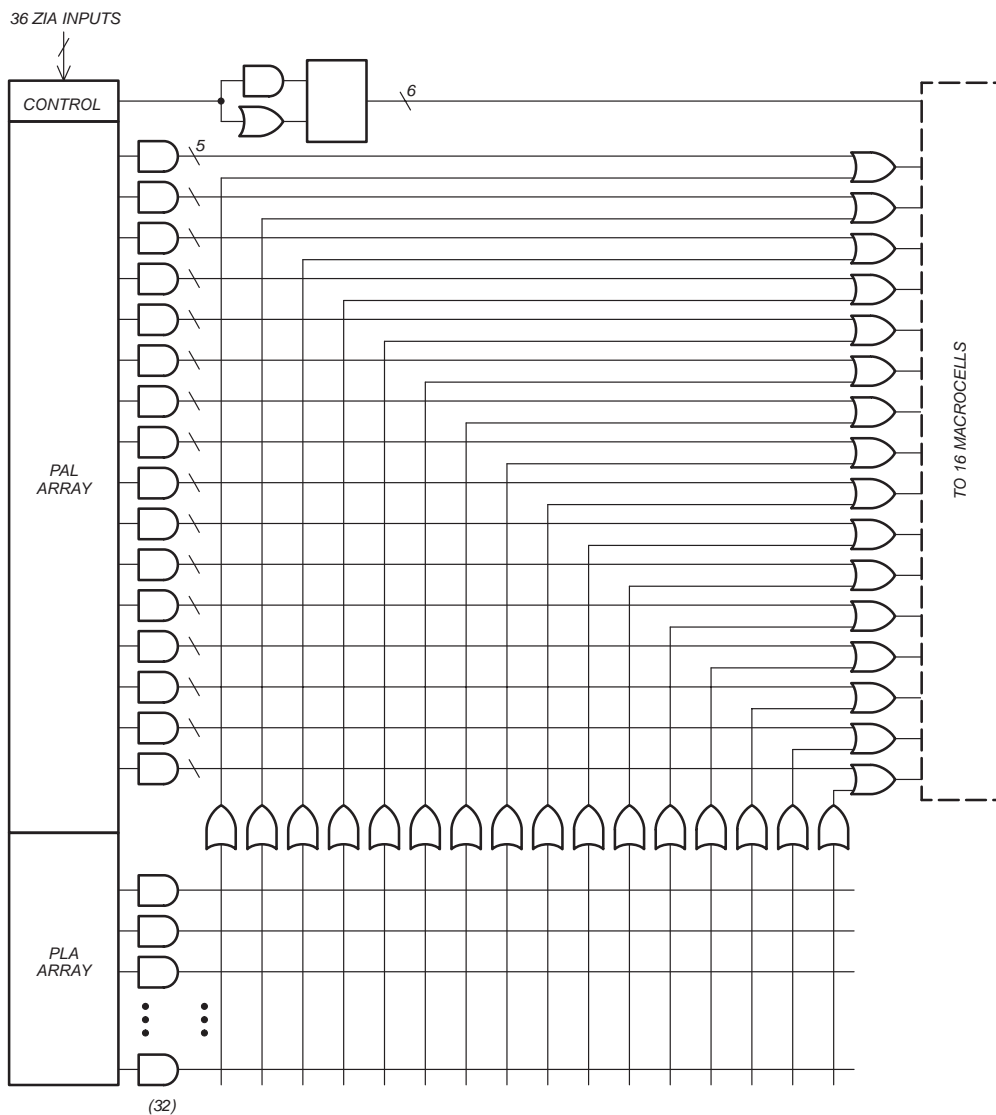 36 ZIA INPUTS
CONTROL
6
5
PAL
ARRAY
TO 16 MACROCELLS
PLA
ARRAY
(32)